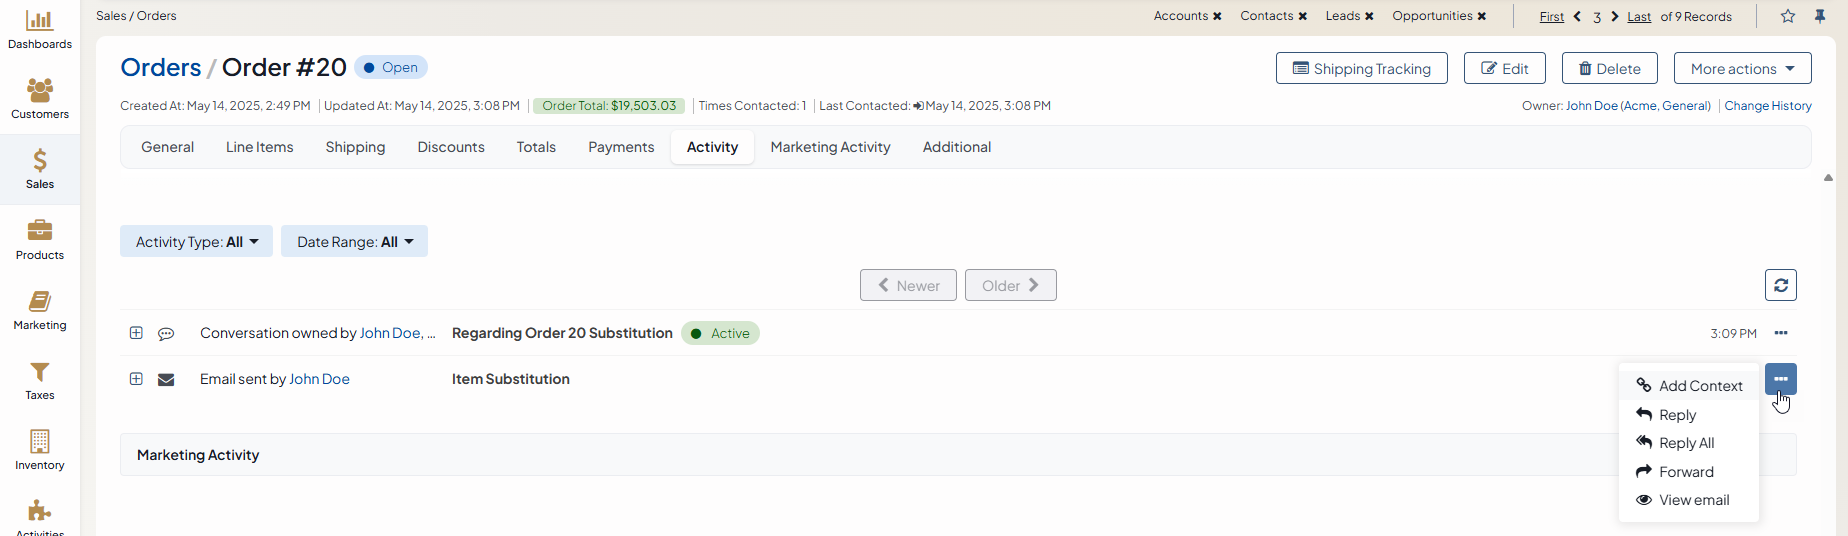 Sales / Orders
Accounts ✖ Contacts ✖ Leads ✖ Opportunities ✖ First 3 Last of 9 Records
Dashboards
Customers
Sales
Products
Marketing
Taxes
Inventory
Activities
Orders / Order #20 Open
Shipping Tracking Edit Delete More actions
Created At: May 14, 2025, 2:49 PM Updated At: May 14, 2025, 3:08 PM Order Total: $19,503.03 Times Contacted: 1 Last Contacted: May 14, 2025, 3:08 PM Owner: John Doe (Acme, General) Change History
General Line Items Shipping Discounts Totals Payments Activity Marketing Activity Additional
Activity Type: All Date Range: All
Newer Older
Conversation owned by John Doe, ... Regarding Order 20 Substitution Active 3:09 PM
Email sent by John Doe Item Substitution
Add Context
Reply
Reply All
Forward
View email
Marketing Activity